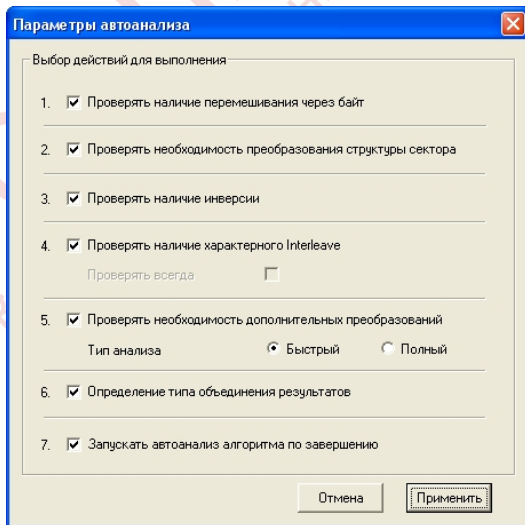 Параметры автоанализа
Выбор действий для выполнения
1. Проверять наличие перемешивания через байт
2. Проверять необходимость преобразования структуры сектора
3. Проверять наличие инверсии
4. Проверять наличие характерного Interleave
Проверять всегда
5. Проверять необходимость дополнительных преобразований
Тип анализа Быстрый Полный
6. Определение типа объединения результатов
7. Запускать автоанализ алгоритма по завершению
Отмена Применить